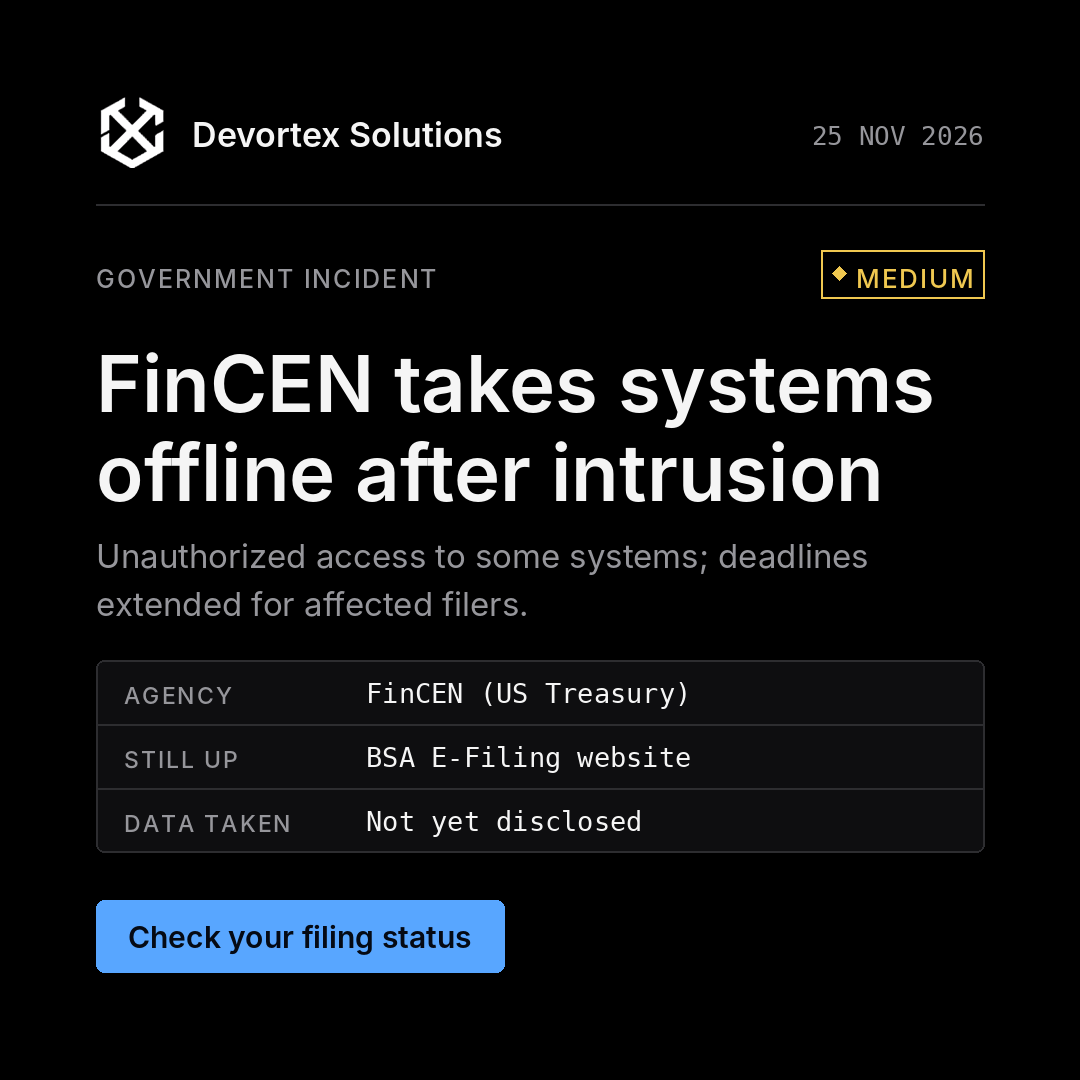 Devortex Solutions
25 NOV 2026
GOVERNMENT INCIDENT
MEDIUM
FinCEN takes systems
offline after intrusion
Unauthorized access to some systems; deadlines
extended for affected filers.
AGENCY FinCEN (US Treasury)
STILL UP BSA E-Filing website
DATA TAKEN Not yet disclosed
Check your filing status